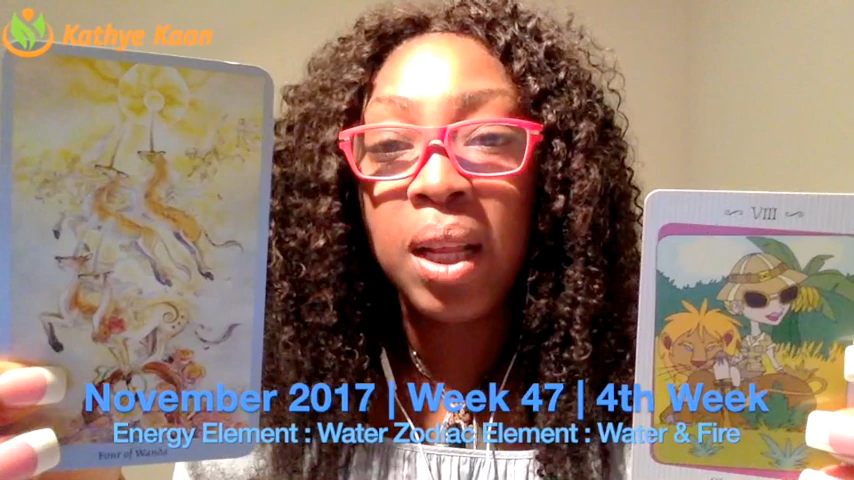 Kathye Kaan
VIII
November 2017 | Week 47 | 4th Week
Energy Element : Water Zodiac Element : Water & Fire
Four of Wands